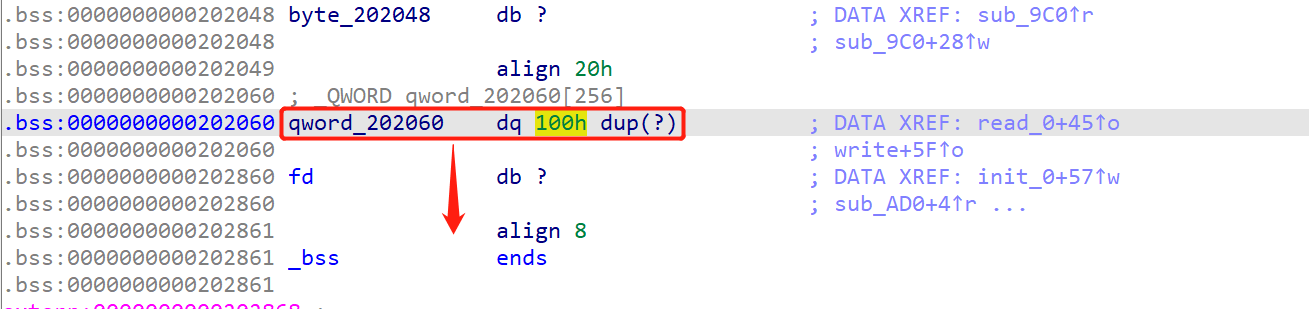 .bss:0000000000202048 byte_202048 db ? ; DATA XREF: sub_9C0↑r
.bss:0000000000202048 ; sub_9C0+28↑w
.bss:0000000000202049 align 20h
.bss:0000000000202060 ; _QWORD qword_202060[256]
.bss:0000000000202060 qword_202060 dq 100h dup(?) ; DATA XREF: read_0+45↑o
.bss:0000000000202060 ; write+5F↑o
.bss:0000000000202860 fd db ? ; DATA XREF: init_0+57↑w
.bss:0000000000202860 ; sub_AD0+4↑r ...
.bss:0000000000202861 align 8
.bss:0000000000202861 _bss ends
.bss:0000000000202861